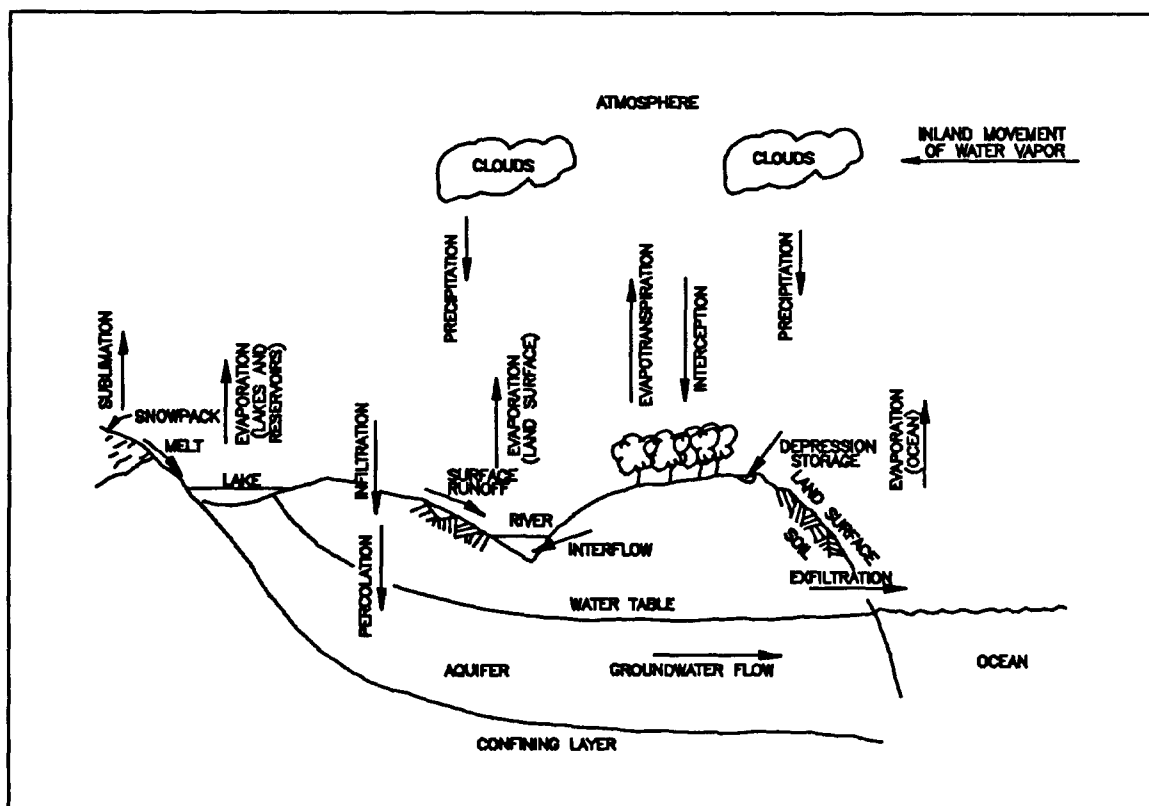 ATMOSPHERE
CLOUDS
CLOUDS
INLAND MOVEMENT
OF WATER VAPOR
PRECIPITATION
EVAPOTRANSPIRATION
INTERCEPTION
PRECIPITATION
SUBLIMATION
EVAPORATION
(LAKES AND
RESERVOIRS)
EVAPORATION
(LAND SURFACE)
EVAPORATION
(OCEAN)
SNOWPACK
MELT
LAKE
INFILTRATION
SURFACE
RUNOFF
RIVER
INTERFLOW
DEPRESSION
STORAGE
LAND SURFACE
SOIL
EXFILTRATION
PERCOLATION
WATER TABLE
AQUIFER
GROUNDWATER FLOW
OCEAN
CONFINING LAYER